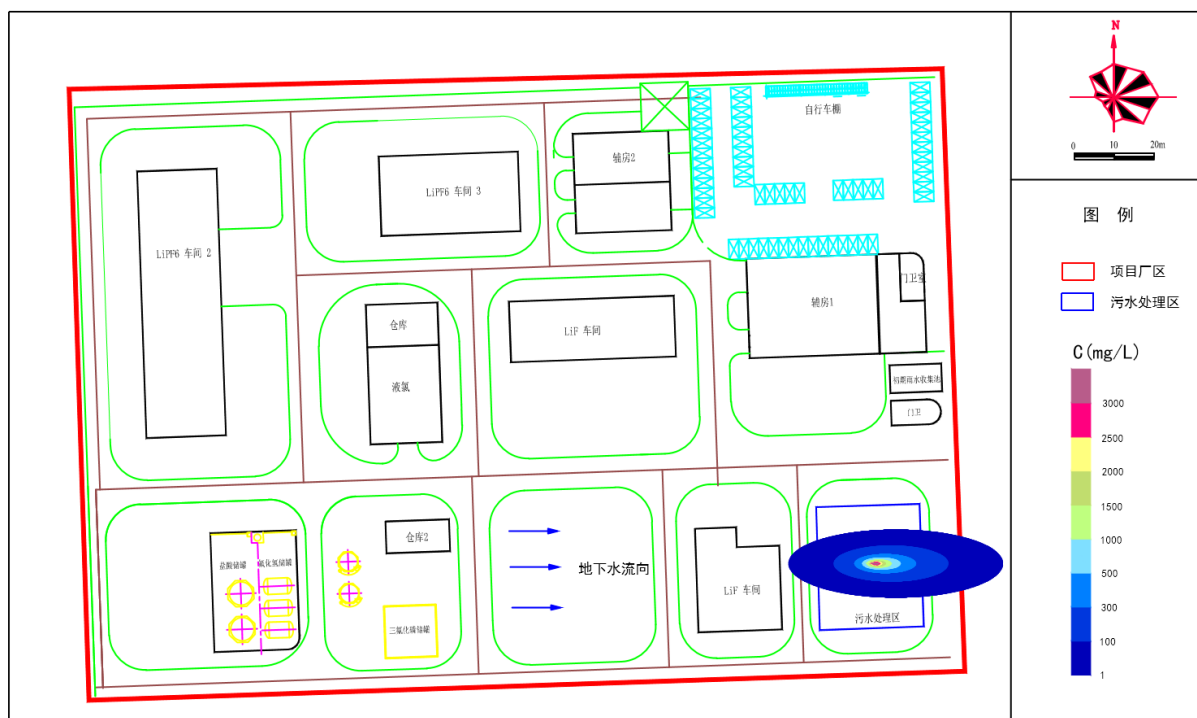 N
0 10 20m
图 例
项目厂区
污水处理区
C(mg/L)
3000
2500
2000
1500
1000
500
300
100
1
自行车棚
辅房2
LiPF6 车间 3
LiPF6 车间 2
门卫室
辅房1
仓库
LiF 车间
液氯
初期雨水收集池
门卫
仓库2
盐酸储罐
氟化氢储罐
地下水流向
LiF 车间
三氯化磷储罐
污水处理区